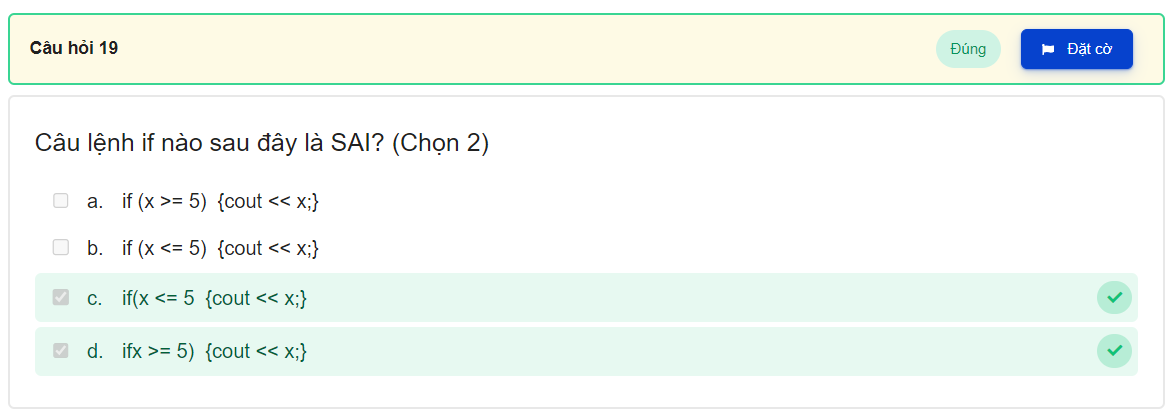 Câu hỏi 19
Đúng
Đặt cờ
Câu lệnh if nào sau đây là SAI? (Chọn 2)
a. if (x >= 5) {cout << x;}
b. if (x <= 5) {cout << x;}
c. if(x <= 5 {cout << x;}
d. ifx >= 5) {cout << x;}